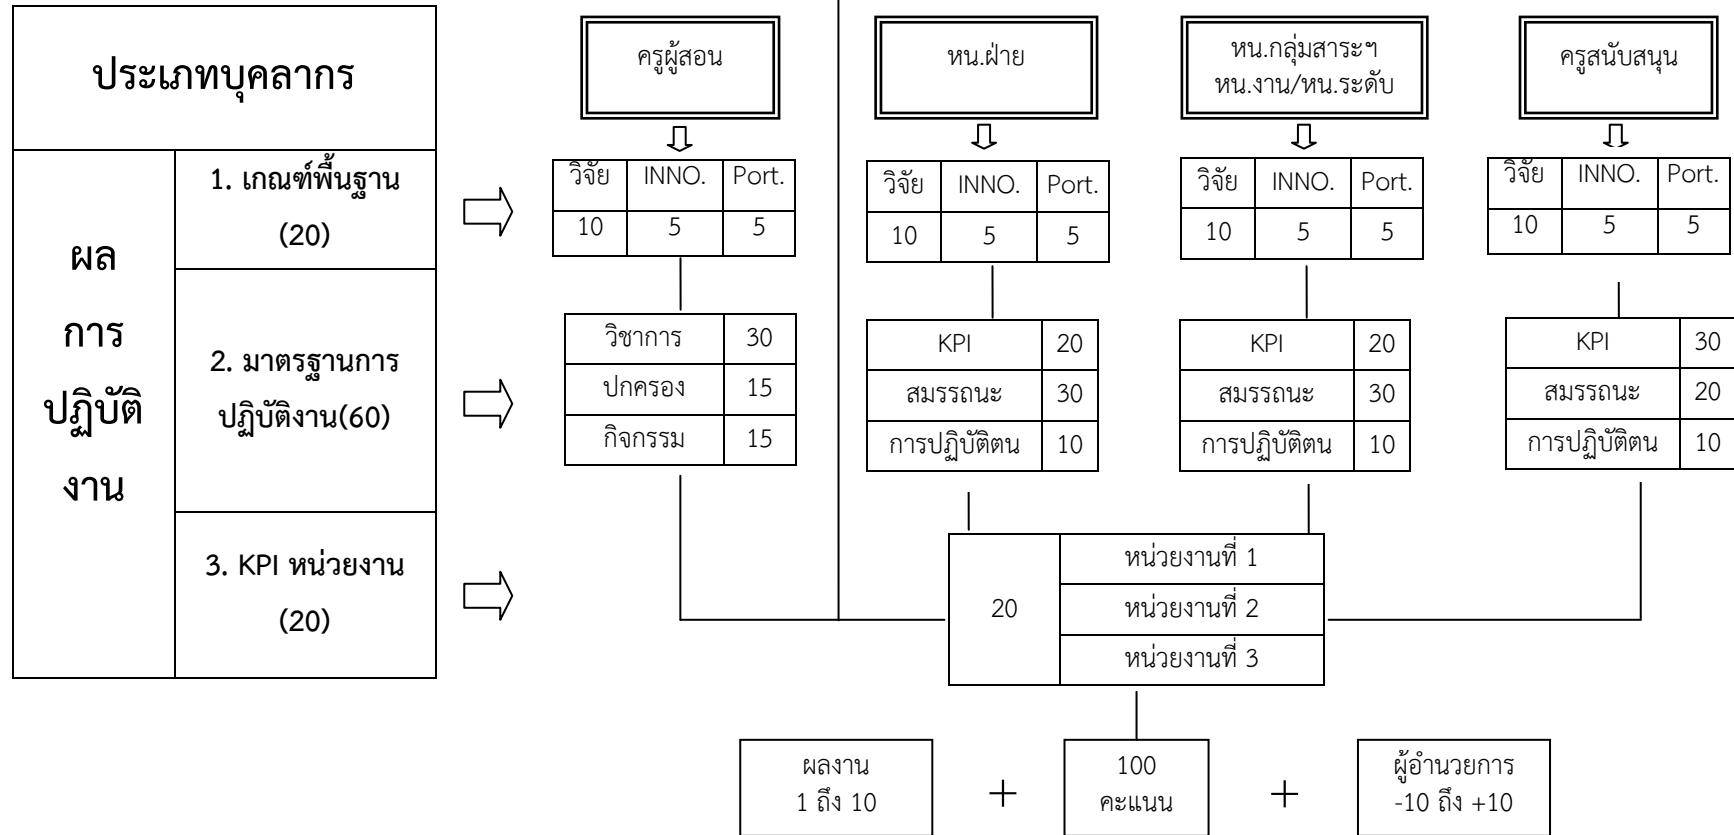 ประเภทบุคลากร
ครูผู้สอน
หน.ฝ่าย
หน.กลุ่มสาระฯ
หน.งาน/หน.ระดับ
ครูสนับสนุน
ผล
การ
ปฏิบัติ
งาน
1. เกณฑ์พื้นฐาน
(20)
วิจัย INNO. Port.
10 5 5
วิจัย INNO. Port.
10 5 5
วิจัย INNO. Port.
10 5 5
วิจัย INNO. Port.
10 5 5
2. มาตรฐานการ
ปฏิบัติงาน(60)
วิชาการ 30
ปกครอง 15
กิจกรรม 15
KPI 20
สมรรถนะ 30
การปฏิบัติตน 10
KPI 20
สมรรถนะ 30
การปฏิบัติตน 10
KPI 30
สมรรถนะ 20
การปฏิบัติตน 10
3. KPI หน่วยงาน
(20)
20
หน่วยงานที่ 1
หน่วยงานที่ 2
หน่วยงานที่ 3
ผลงาน
1 ถึง 10
+
100
คะแนน
+
ผู้อำนวยการ
-10 ถึง +10